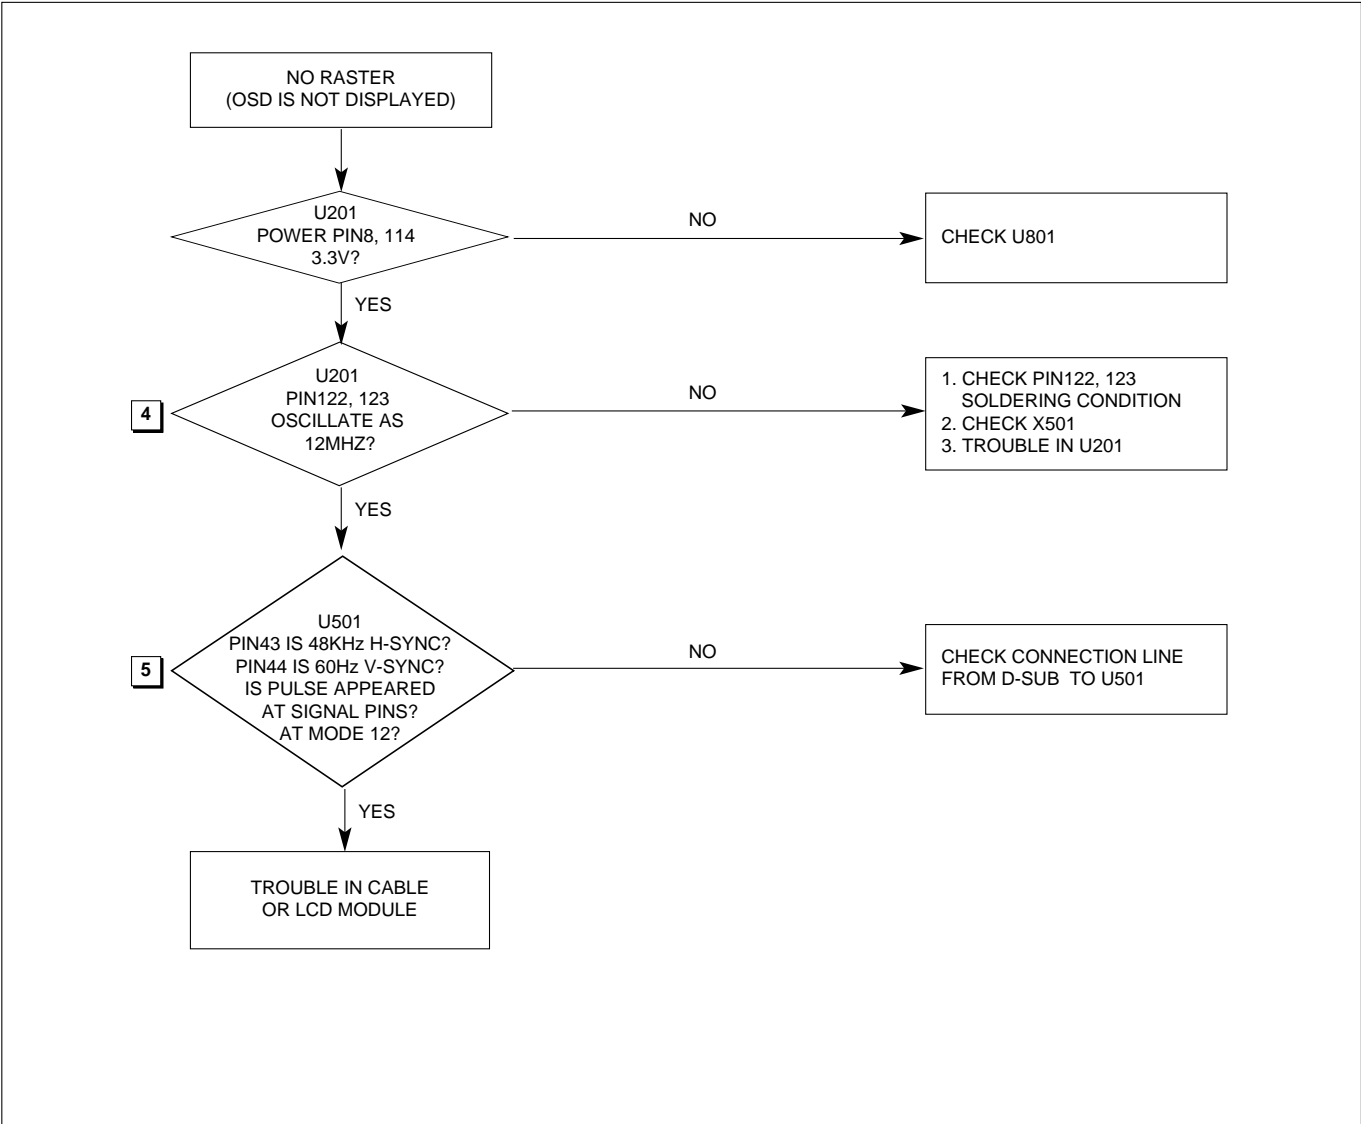 NO RASTER
(OSD IS NOT DISPLAYED)
U201
POWER PIN8, 114
3.3V?
NO
CHECK U801
YES
4
U201
PIN122, 123
OSCILLATE AS
12MHZ?
NO
1. CHECK PIN122, 123
SOLDERING CONDITION
2. CHECK X501
3. TROUBLE IN U201
YES
5
U501
PIN43 IS 48KHz H-SYNC?
PIN44 IS 60Hz V-SYNC?
IS PULSE APPEARED
AT SIGNAL PINS?
AT MODE 12?
NO
CHECK CONNECTION LINE
FROM D-SUB TO U501
YES
TROUBLE IN CABLE
OR LCD MODULE